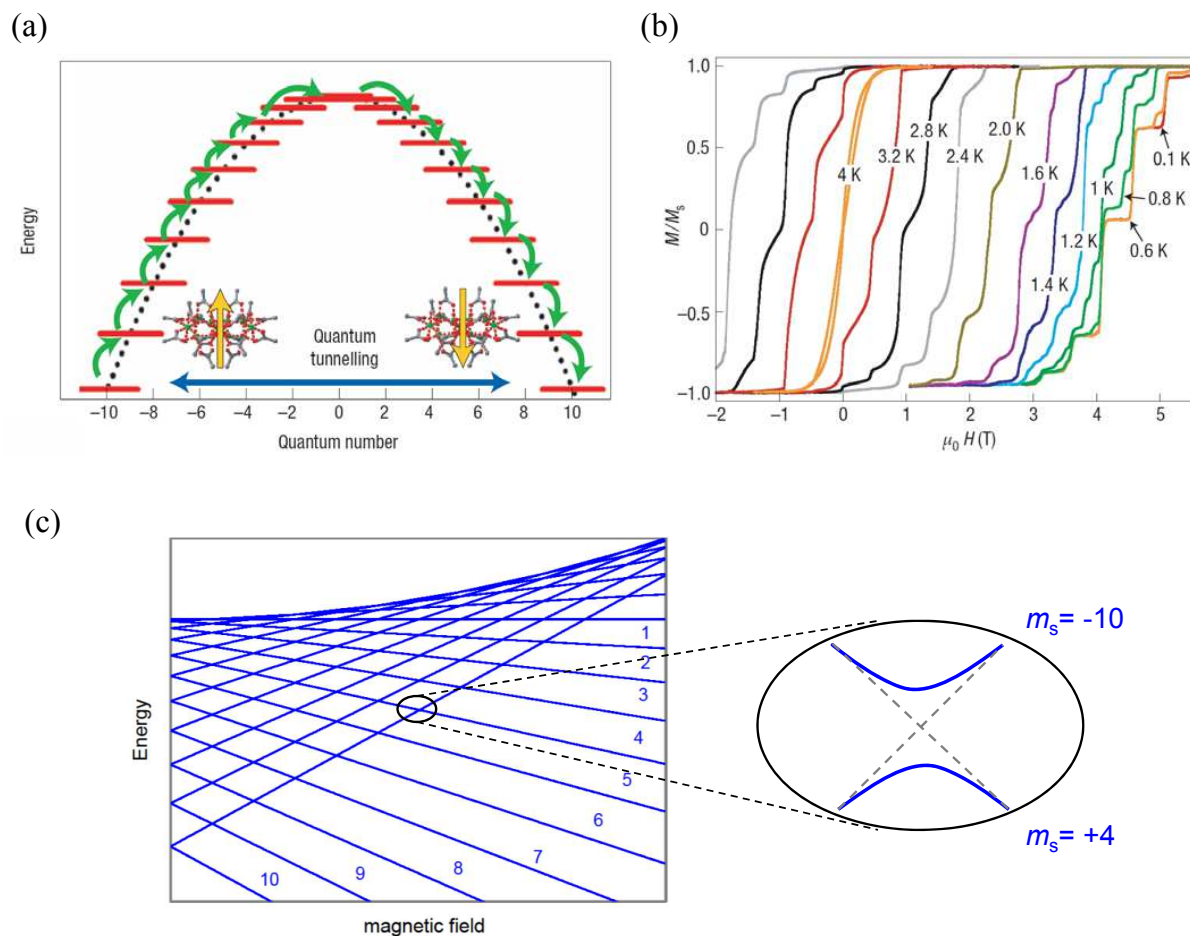 (a)
Energy
Quantum
tunnelling
−10 −8 −6 −4 −2 0 2 4 6 8 10
Quantum number
(b)
M/Mₛ
1.0
0.5
0
−0.5
−1.0
4 K
3.2 K
2.8 K
2.4 K
2.0 K
1.6 K
1.4 K
1.2 K
1 K
0.1 K
0.8 K
0.6 K
−2 −1 0 1 2 3 4 5
μ₀ H (T)
(c)
Energy
1
2
3
4
5
6
7
8
9
10
magnetic field
mₛ= -10
mₛ= +4